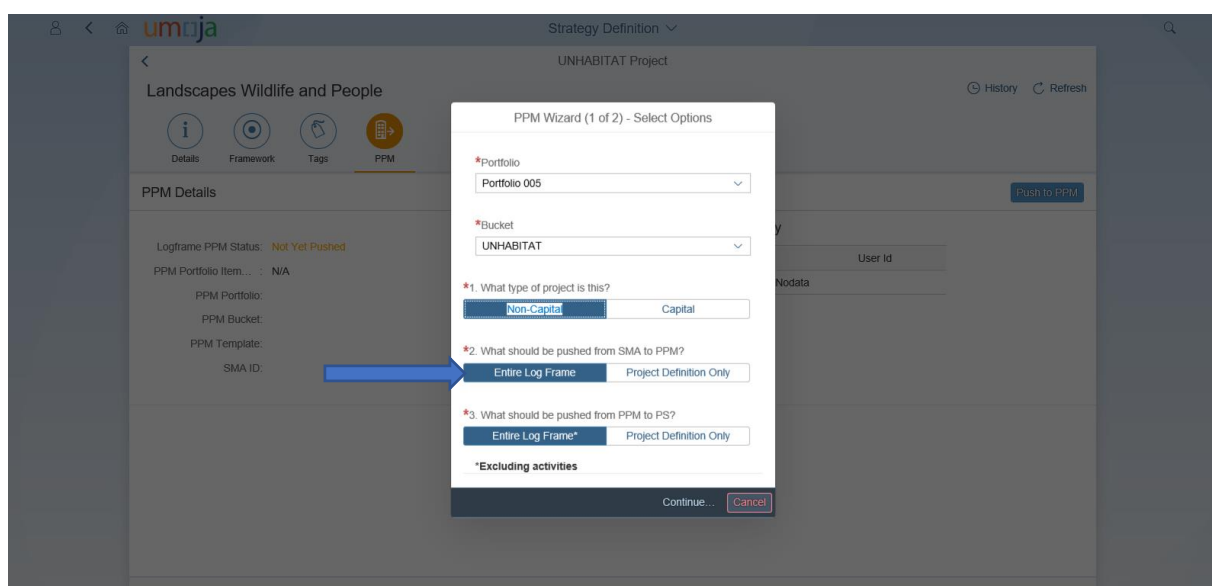 umoja
Strategy Definition
UNHABITAT Project
Landscapes Wildlife and People
History Refresh
Details Framework Tags PPM
PPM Details
Push to PPM
Logframe PPM Status: Not Yet Pushed
PPM Portfolio Item... : N/A
PPM Portfolio:
PPM Bucket:
PPM Template:
SMA ID:
y
User Id
Nodata
PPM Wizard (1 of 2) - Select Options
*Portfolio
Portfolio 005
*Bucket
UNHABITAT
*1. What type of project is this?
Non-Capital Capital
*2. What should be pushed from SMA to PPM?
Entire Log Frame Project Definition Only
*3. What should be pushed from PPM to PS?
Entire Log Frame* Project Definition Only
*Excluding activities
Continue... Cancel